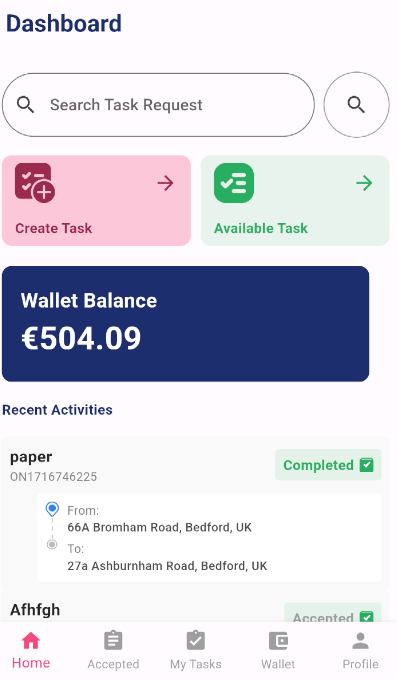 Dashboard
Search Task Request
Create Task
Available Task
Wallet Balance
€504.09
Recent Activities
paper
Completed
ON1716746225
From:
66A Bromham Road, Bedford, UK
To:
27a Ashburnham Road, Bedford, UK
Afhfgh
Accepted
Home
Accepted
My Tasks
Wallet
Profile